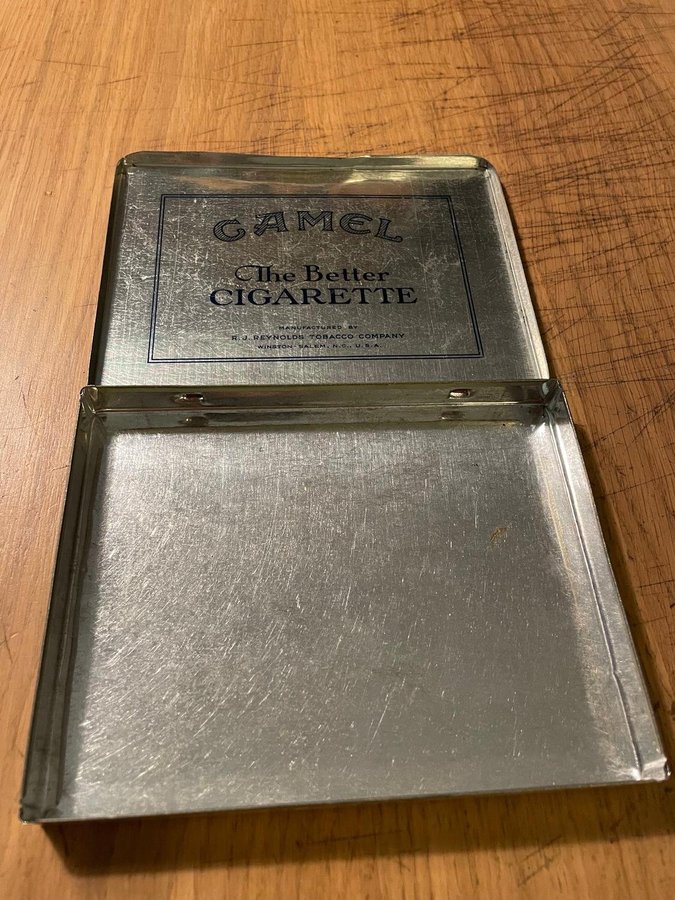 CAMEL
The Better
CIGARETTE
MANUFACTURED BY
R. J. REYNOLDS TOBACCO COMPANY
WINSTON-SALEM, N.C., U.S.A.